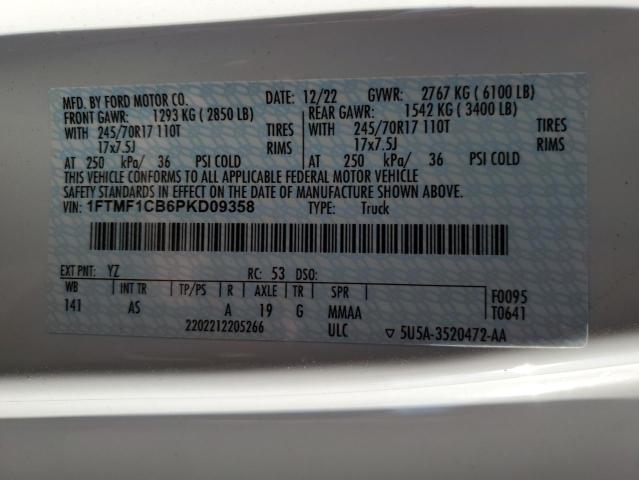 MFD. BY FORD MOTOR CO. 12/22 GVWR: 2767 KG ( 6100 LB)
FRONT GAWR: 1293 KG ( 2850 LB) REAR GAWR: 1542 KG ( 3400 LB)
WITH 245/70R17 110T TIRES WITH 245/70R17 110T TIRES
17x7.5J RIMS 17x7.5J RIMS
AT 250 kPa/ 36 PSI COLD AT 250 kPa/ 36 PSI COLD
THIS VEHICLE CONFORMS TO ALL APPLICABLE FEDERAL MOTOR VEHICLE
SAFETY STANDARDS IN EFFECT ON THE DATE OF MANUFACTURE SHOWN ABOVE.
VIN: 1FTMF1CB6PKD09358 TYPE: Truck
EXT PNT: YZ RC: 53 DSO:
WB INT TR TP/PS R AXLE TR SPR F0095
141 AS A 19 G MMAA T0641
2202212205266 ULC ▽ 5U5A-3520472-AA